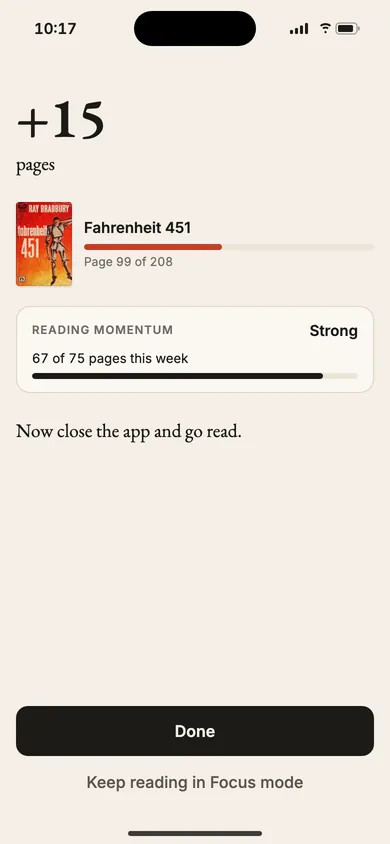 10:17
+15
pages
RAY BRADBURY
fahrenheit
451
Fahrenheit 451
Page 99 of 208
READING MOMENTUM
Strong
67 of 75 pages this week
Now close the app and go read.
Done
Keep reading in Focus mode